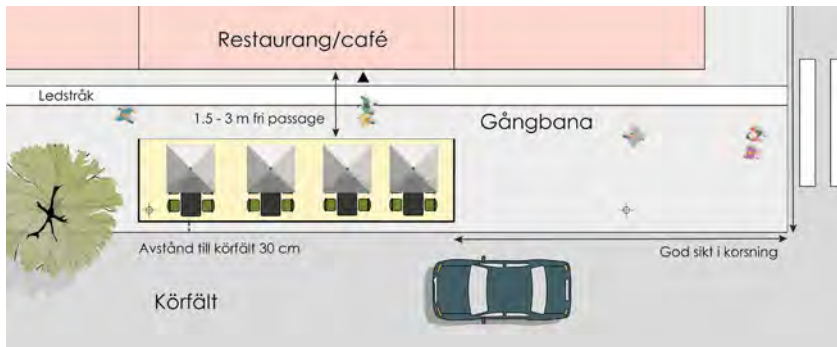 Restaurang/café
Ledstråk
1.5 - 3 m fri passage
Gångbana
Avstånd till körfält 30 cm
God sikt i korsning
Körfält